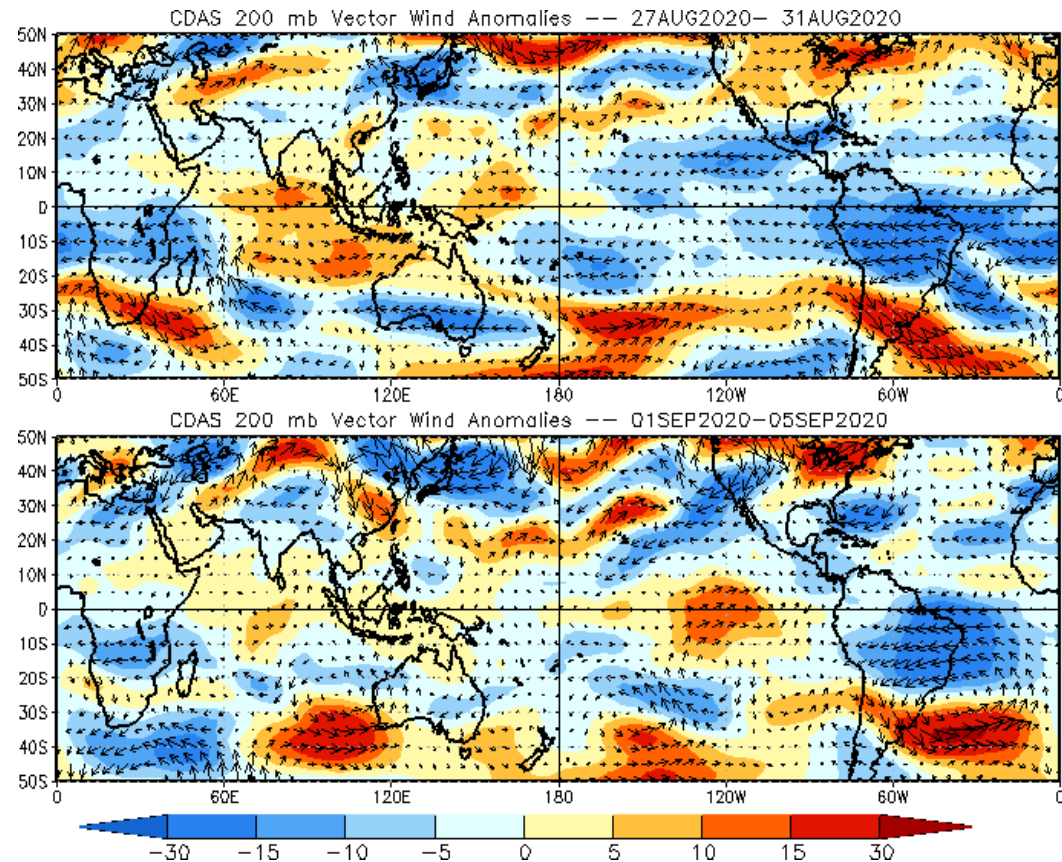 CDAS 200 mb Vector Wind Anomalies -- 27AUG2020- 31AUG2020
50N
40N
30N
20N
10N
0
10S
20S
30S
40S
50S
0 60E 120E 180 120W 60W 0
CDAS 200 mb Vector Wind Anomalies -- 01SEP2020-05SEP2020
50N
40N
30N
20N
10N
0
10S
20S
30S
40S
50S
0 60E 120E 180 120W 60W 0
-30 -15 -10 -5 0 5 10 15 30